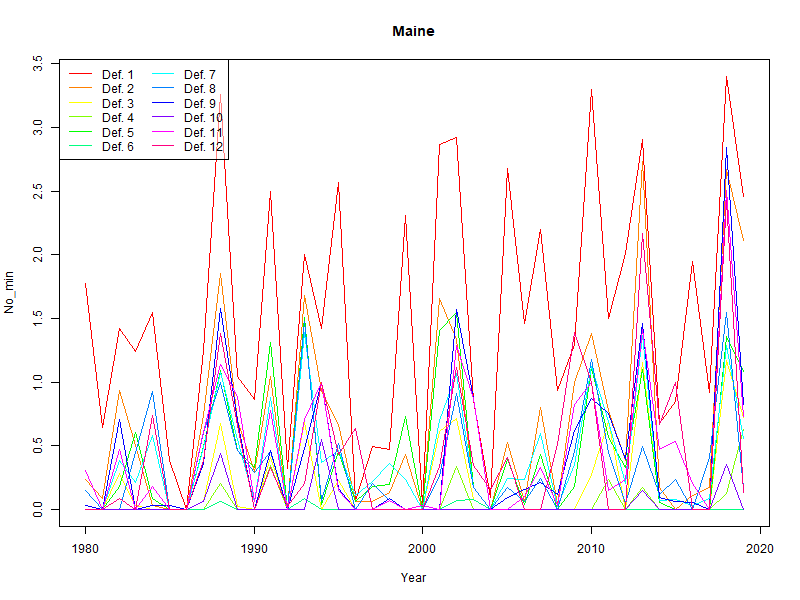 Maine
No_min
3.5
3.0
2.5
2.0
1.5
1.0
0.5
0.0
Def. 1 Def. 7
Def. 2 Def. 8
Def. 3 Def. 9
Def. 4 Def. 10
Def. 5 Def. 11
Def. 6 Def. 12
1980 1990 2000 2010 2020
Year